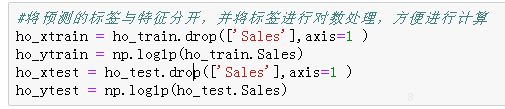 #将预测的标签与特征分开，并将标签进行对数处理，方便进行计算
ho_xtrain = ho_train.drop(['Sales'],axis=1 )
ho_ytrain = np.log1p(ho_train.Sales)
ho_xtest = ho_test.drop(['Sales'],axis=1 )
ho_ytest = np.log1p(ho_test.Sales)